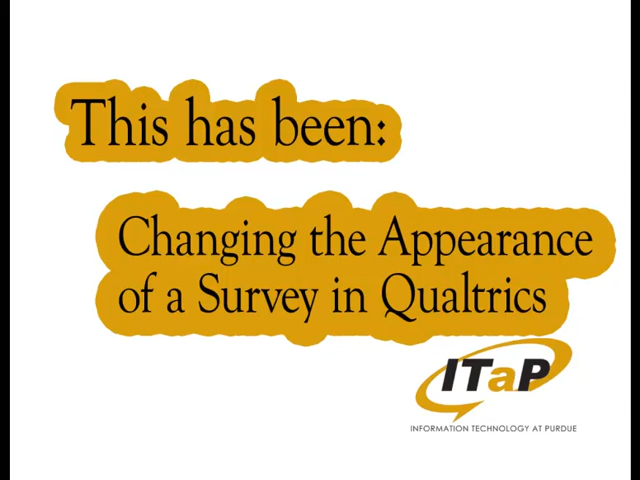 This has been:
Changing the Appearance
of a Survey in Qualtrics
ITaP
INFORMATION TECHNOLOGY AT PURDUE